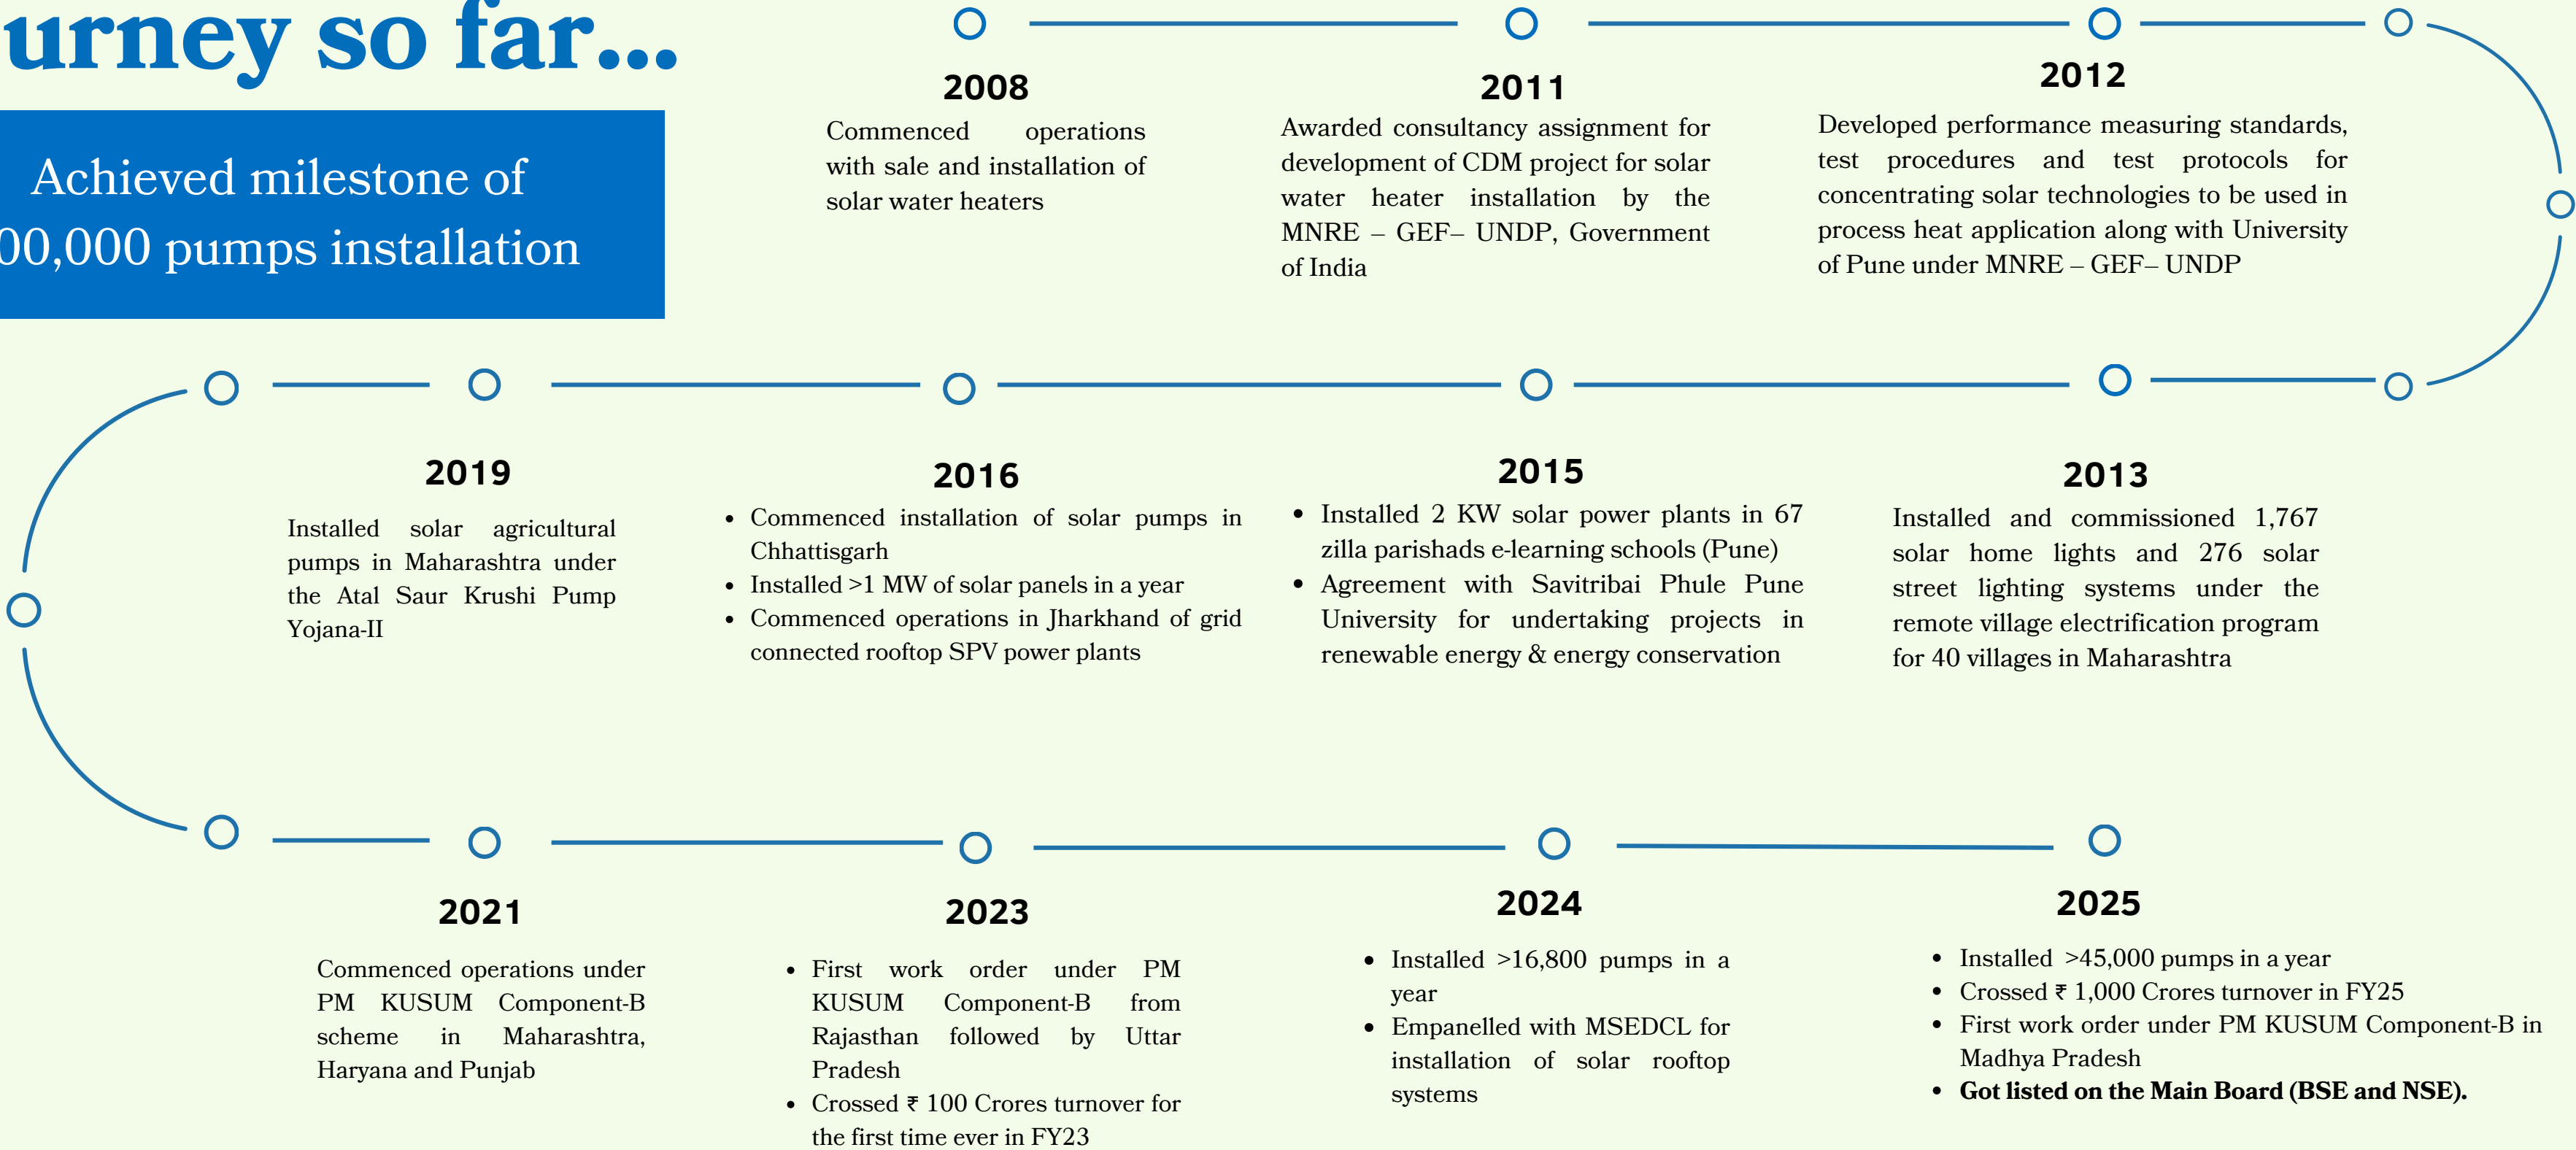 urney so far...
Achieved milestone of
00,000 pumps installation
2008
Commenced operations
with sale and installation of
solar water heaters
2011
Awarded consultancy assignment for
development of CDM project for solar
water heater installation by the
MNRE – GEF– UNDP, Government
of India
2012
Developed performance measuring standards,
test procedures and test protocols for
concentrating solar technologies to be used in
process heat application along with University
of Pune under MNRE – GEF– UNDP
2019
Installed solar agricultural
pumps in Maharashtra under
the Atal Saur Krushi Pump
Yojana-II
2016
• Commenced installation of solar pumps in
Chhattisgarh
• Installed >1 MW of solar panels in a year
• Commenced operations in Jharkhand of grid
connected rooftop SPV power plants
2015
• Installed 2 KW solar power plants in 67
zilla parishads e-learning schools (Pune)
• Agreement with Savitribai Phule Pune
University for undertaking projects in
renewable energy & energy conservation
2013
Installed and commissioned 1,767
solar home lights and 276 solar
street lighting systems under the
remote village electrification program
for 40 villages in Maharashtra
2021
Commenced operations under
PM KUSUM Component-B
scheme in Maharashtra,
Haryana and Punjab
2023
• First work order under PM
KUSUM Component-B from
Rajasthan followed by Uttar
Pradesh
• Crossed ₹ 100 Crores turnover for
the first time ever in FY23
2024
• Installed >16,800 pumps in a
year
• Empanelled with MSEDCL for
installation of solar rooftop
systems
2025
• Installed >45,000 pumps in a year
• Crossed ₹ 1,000 Crores turnover in FY25
• First work order under PM KUSUM Component-B in
Madhya Pradesh
• Got listed on the Main Board (BSE and NSE).